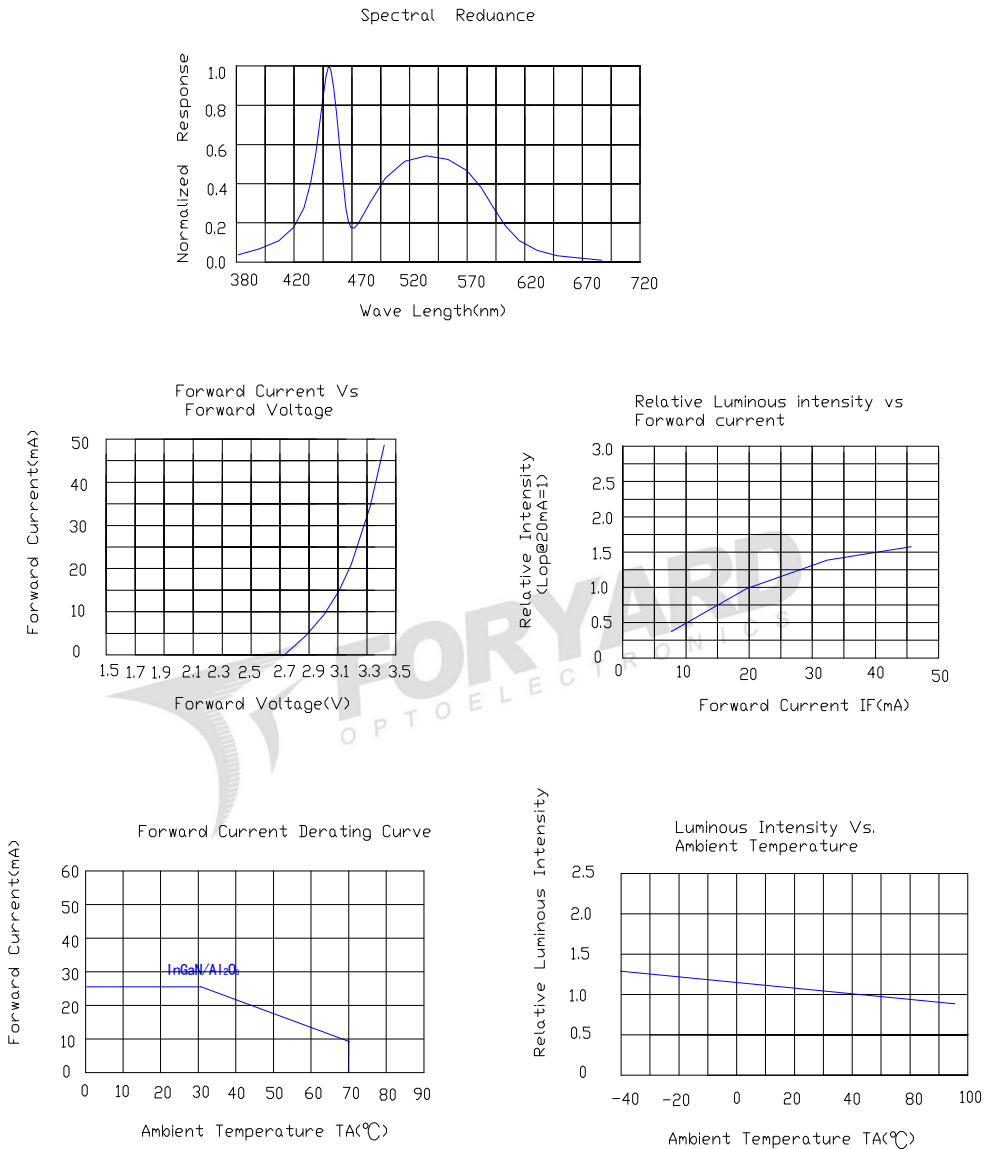 Spectral Reduance
Normalized Response
1.0
0.8
0.6
0.4
0.2
0.0
380 420 470 520 570 620 670 720
Wave Length(nm)
Forward Current Vs
Forward Voltage
Forward Current(mA)
50
40
30
20
10
0
1.5 1.7 1.9 2.1 2.3 2.5 2.7 2.9 3.1 3.3 3.5
Forward Voltage(V)
Relative Luminous intensity vs
Forward current
Relative Intensity
(Lop@20mA=1)
3.0
2.5
2.0
1.5
1.0
0.5
0
0 10 20 30 40 50
Forward Current IF(mA)
FORYARD
OPTOELECTRONICS
Forward Current Derating Curve
Forward Current(mA)
60
50
40
30
20
10
0
InGaN/Al₂O₃
0 10 20 30 40 50 60 70 80 90
Ambient Temperature TA(℃)
Luminous Intensity Vs.
Ambient Temperature
Relative Luminous Intensity
2.5
2.0
1.5
1.0
0.5
0
-40 -20 0 20 40 80 100
Ambient Temperature TA(℃)